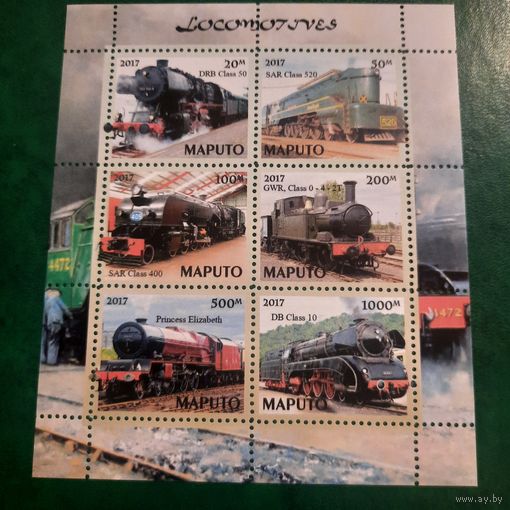 LOCOMOTIVES
2017 20M
DRB Class 50
MAPUTO
2017 50M
SAR Class 520
520
MAPUTO
2017 100M
SAR Class 400
MAPUTO
2017 200M
GWR, Class 0 - 4 - 2T
MAPUTO
2017 500M
Princess Elizabeth
MAPUTO
2017 1000M
DB Class 10
MAPUTO
4472
1472
www.ay.by